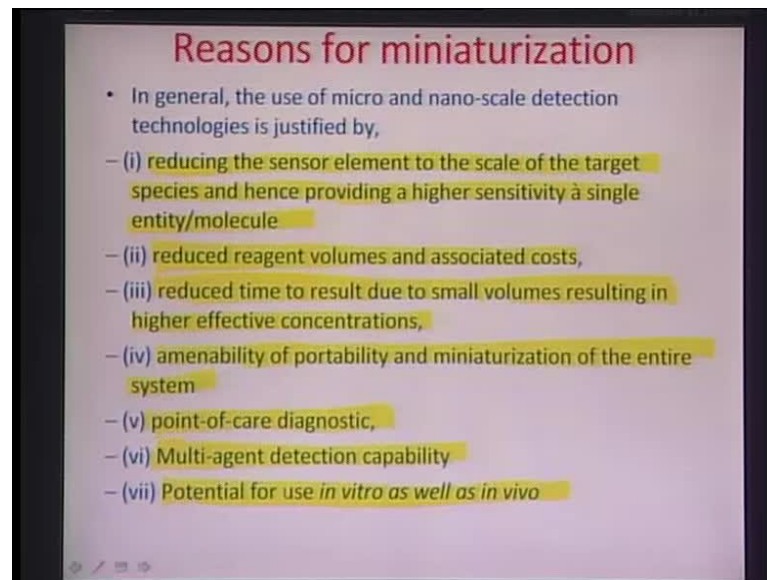 Reasons for miniaturization
• In general, the use of micro and nano-scale detection
technologies is justified by,
– (i) reducing the sensor element to the scale of the target
species and hence providing a higher sensitivity à single
entity/molecule
– (ii) reduced reagent volumes and associated costs,
– (iii) reduced time to result due to small volumes resulting in
higher effective concentrations,
– (iv) amenability of portability and miniaturization of the entire
system
– (v) point-of-care diagnostic,
– (vi) Multi-agent detection capability
– (vii) Potential for use in vitro as well as in vivo